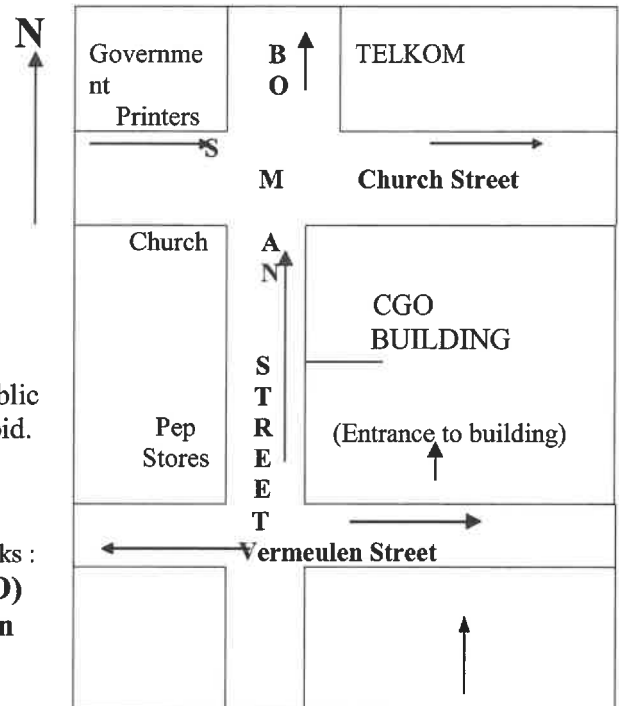 N
Governme
nt
Printers
TELKOM
B
O
S
M
A
N
Church Street
Church
CGO
BUILDING
S
T
R
E
E
T
Pep
Stores
(Entrance to building)
Vermeulen Street
blic
oid.
ks :
O)
n